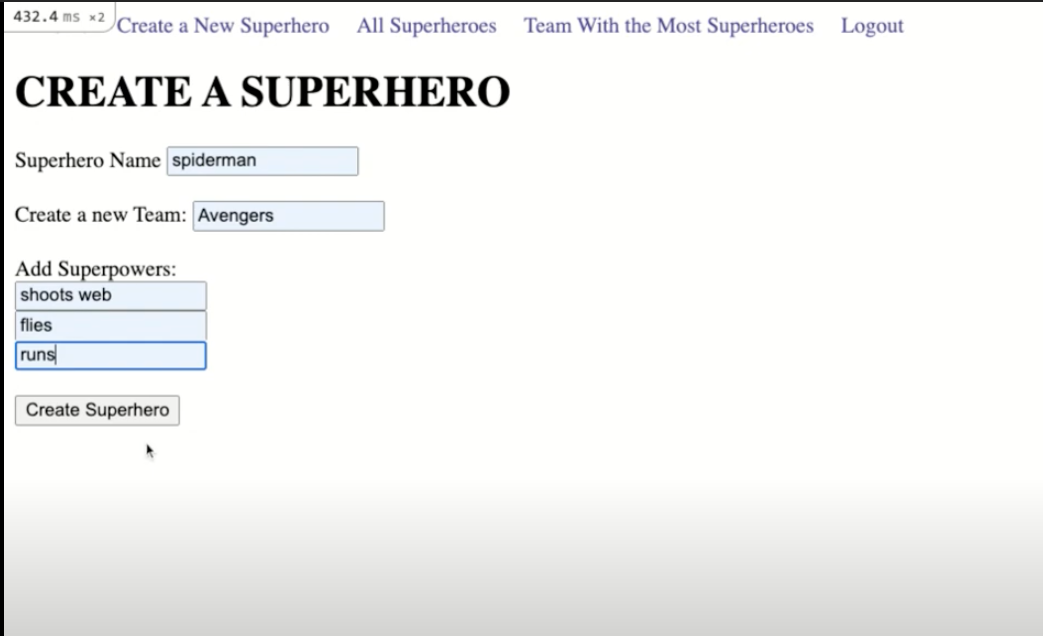 432.4 ms ×2
Create a New Superhero All Superheroes Team With the Most Superheroes Logout
CREATE A SUPERHERO
Superhero Name spiderman
Create a new Team: Avengers
Add Superpowers:
shoots web
flies
runs
Create Superhero